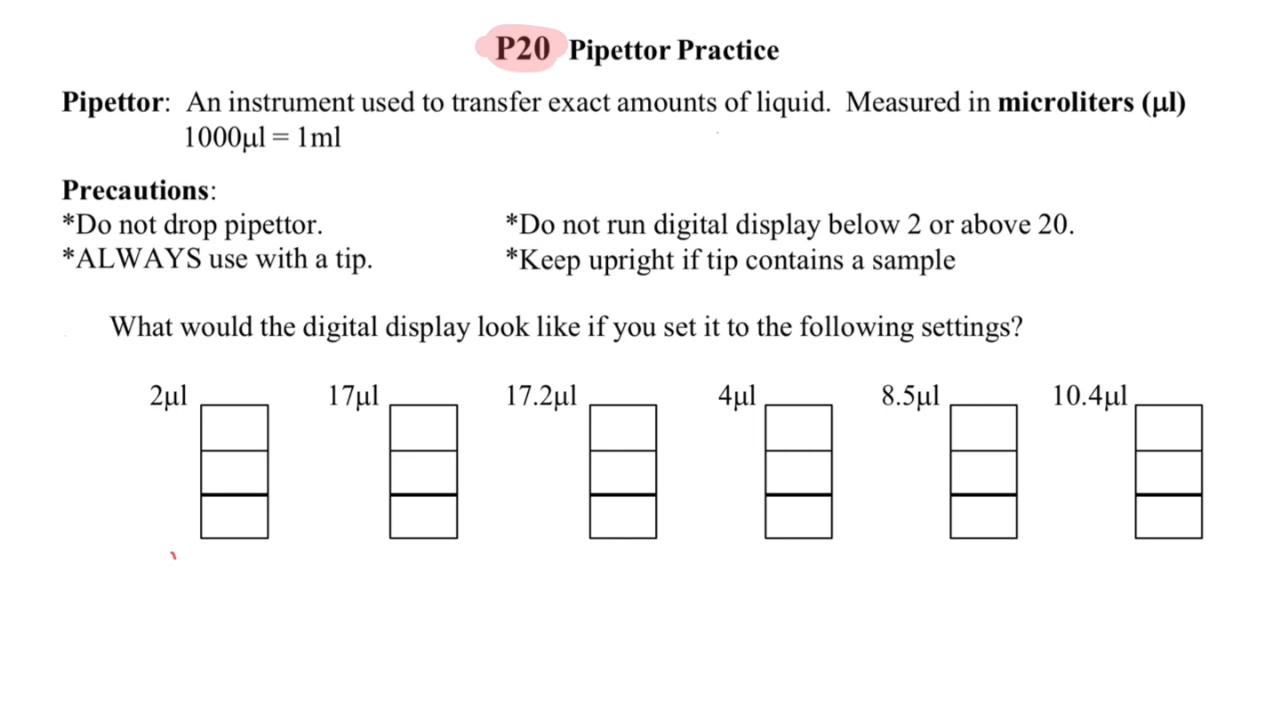 P20 Pipettor Practice
Pipettor: An instrument used to transfer exact amounts of liquid. Measured in microliters (µl)
1000µl = 1ml
Precautions:
*Do not drop pipettor. *Do not run digital display below 2 or above 20.
*ALWAYS use with a tip. *Keep upright if tip contains a sample
What would the digital display look like if you set it to the following settings?
2µl 17µl 17.2µl 4µl 8.5µl 10.4µl